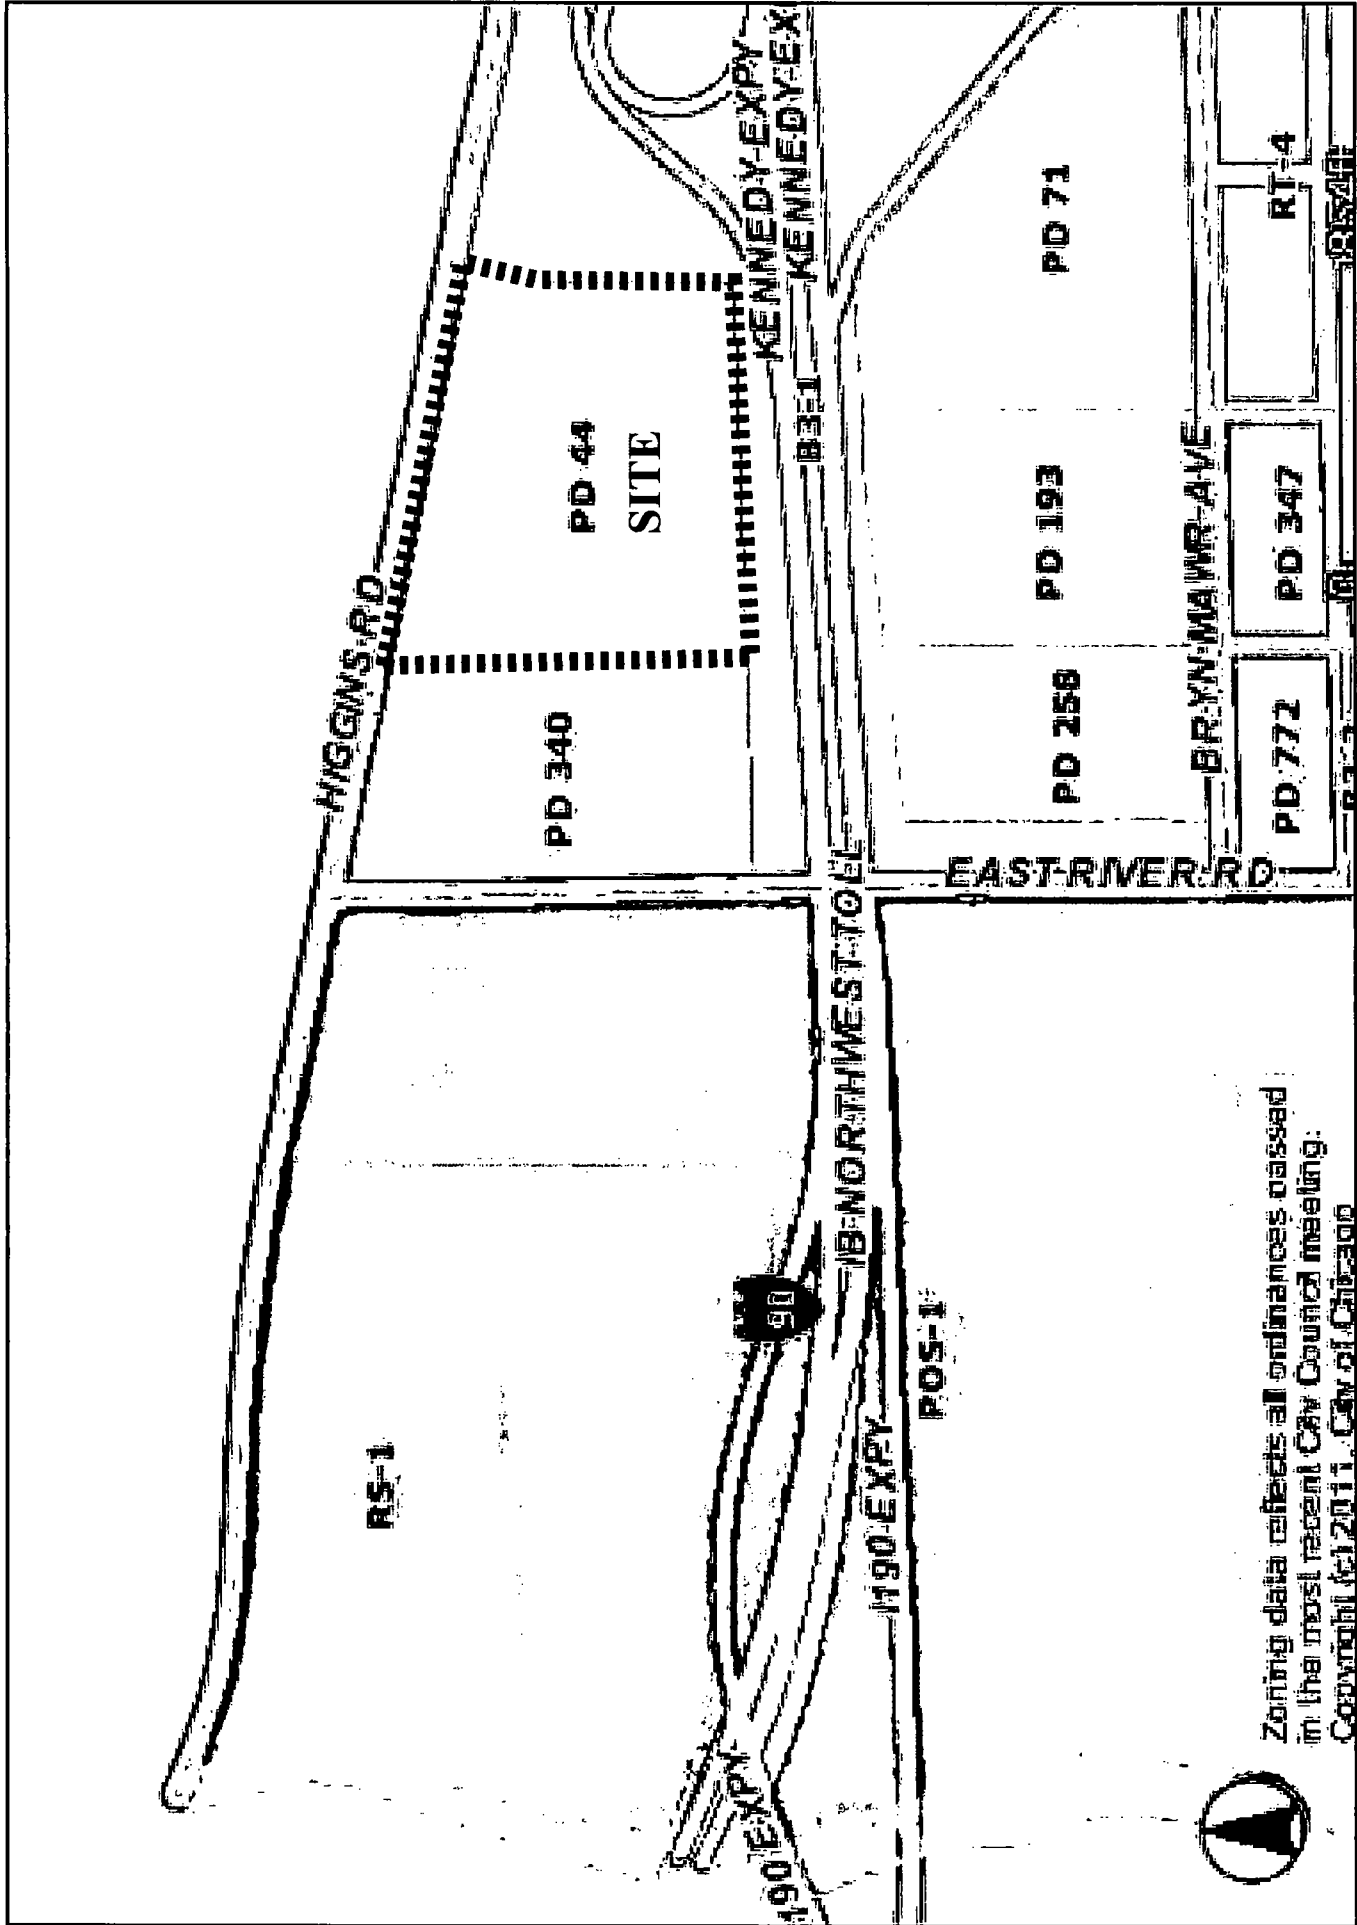 HIGGINS-RD
KENNEDY-EXPY
KENNEDY-EX
PD 44
SITE
PD 340
B3-1
PD 71
PD 193
PD 258
BRYN-MAWR-AVE
RT-4
PD 347
PD 772
EAST-RIVER-RD
IB-NORTHWEST-TOLL
RS-1
90
I190-EXPY
POS-1
190 EXPY
Zoning data reflects all ordinances passed
in the most recent City Council meeting.
Copyright (c) 2011, City of Chicago